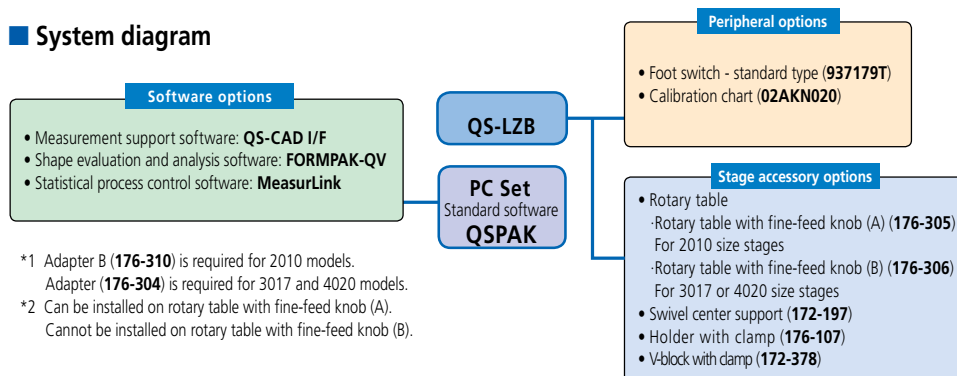 ■ System diagram
Software options
• Measurement support software: QS-CAD I/F
• Shape evaluation and analysis software: FORMPAK-QV
• Statistical process control software: MeasurLink
*1 Adapter B (176-310) is required for 2010 models.
Adapter (176-304) is required for 3017 and 4020 models.
*2 Can be installed on rotary table with fine-feed knob (A).
Cannot be installed on rotary table with fine-feed knob (B).
QS-LZB
PC Set
Standard software
QSPAK
Peripheral options
• Foot switch - standard type (937179T)
• Calibration chart (02AKN020)
Stage accessory options
• Rotary table
·Rotary table with fine-feed knob (A) (176-305)
For 2010 size stages
·Rotary table with fine-feed knob (B) (176-306)
For 3017 or 4020 size stages
• Swivel center support (172-197)
• Holder with clamp (176-107)
• V-block with clamp (172-378)